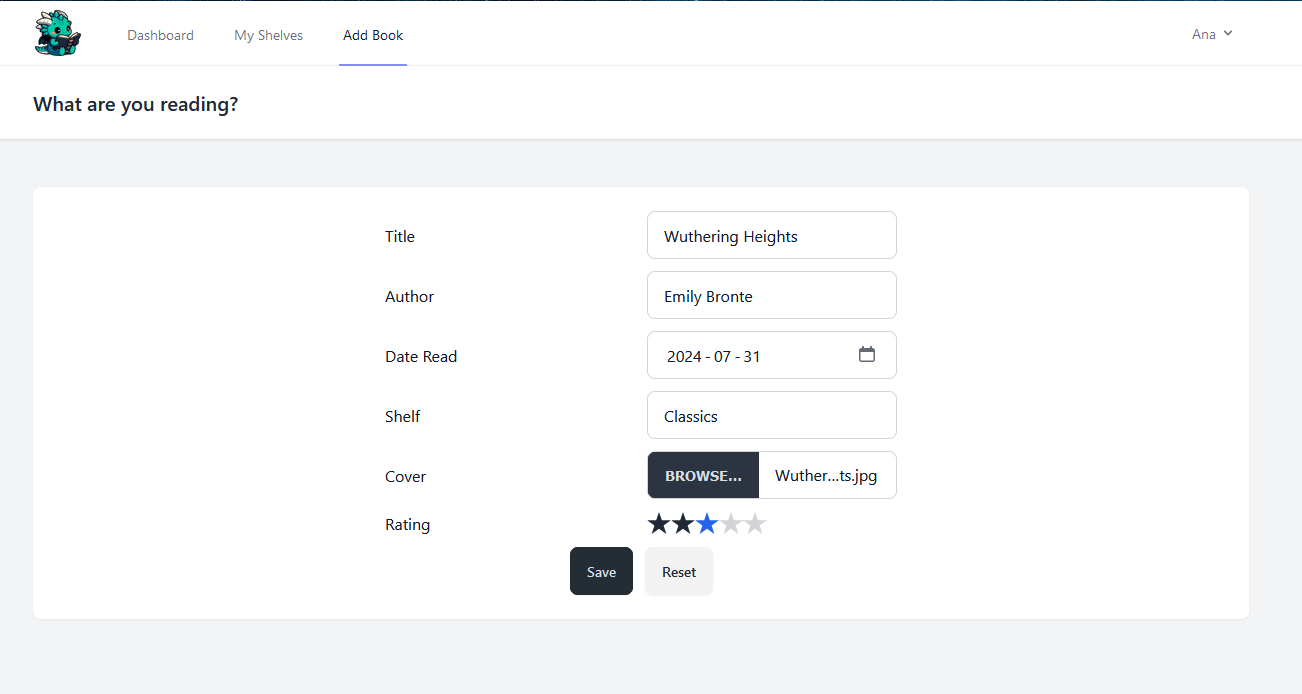 Dashboard My Shelves Add Book Ana
What are you reading?
Title Wuthering Heights
Author Emily Bronte
Date Read 2024 - 07 - 31
Shelf Classics
Cover BROWSE... Wuther...ts.jpg
Rating
Save Reset